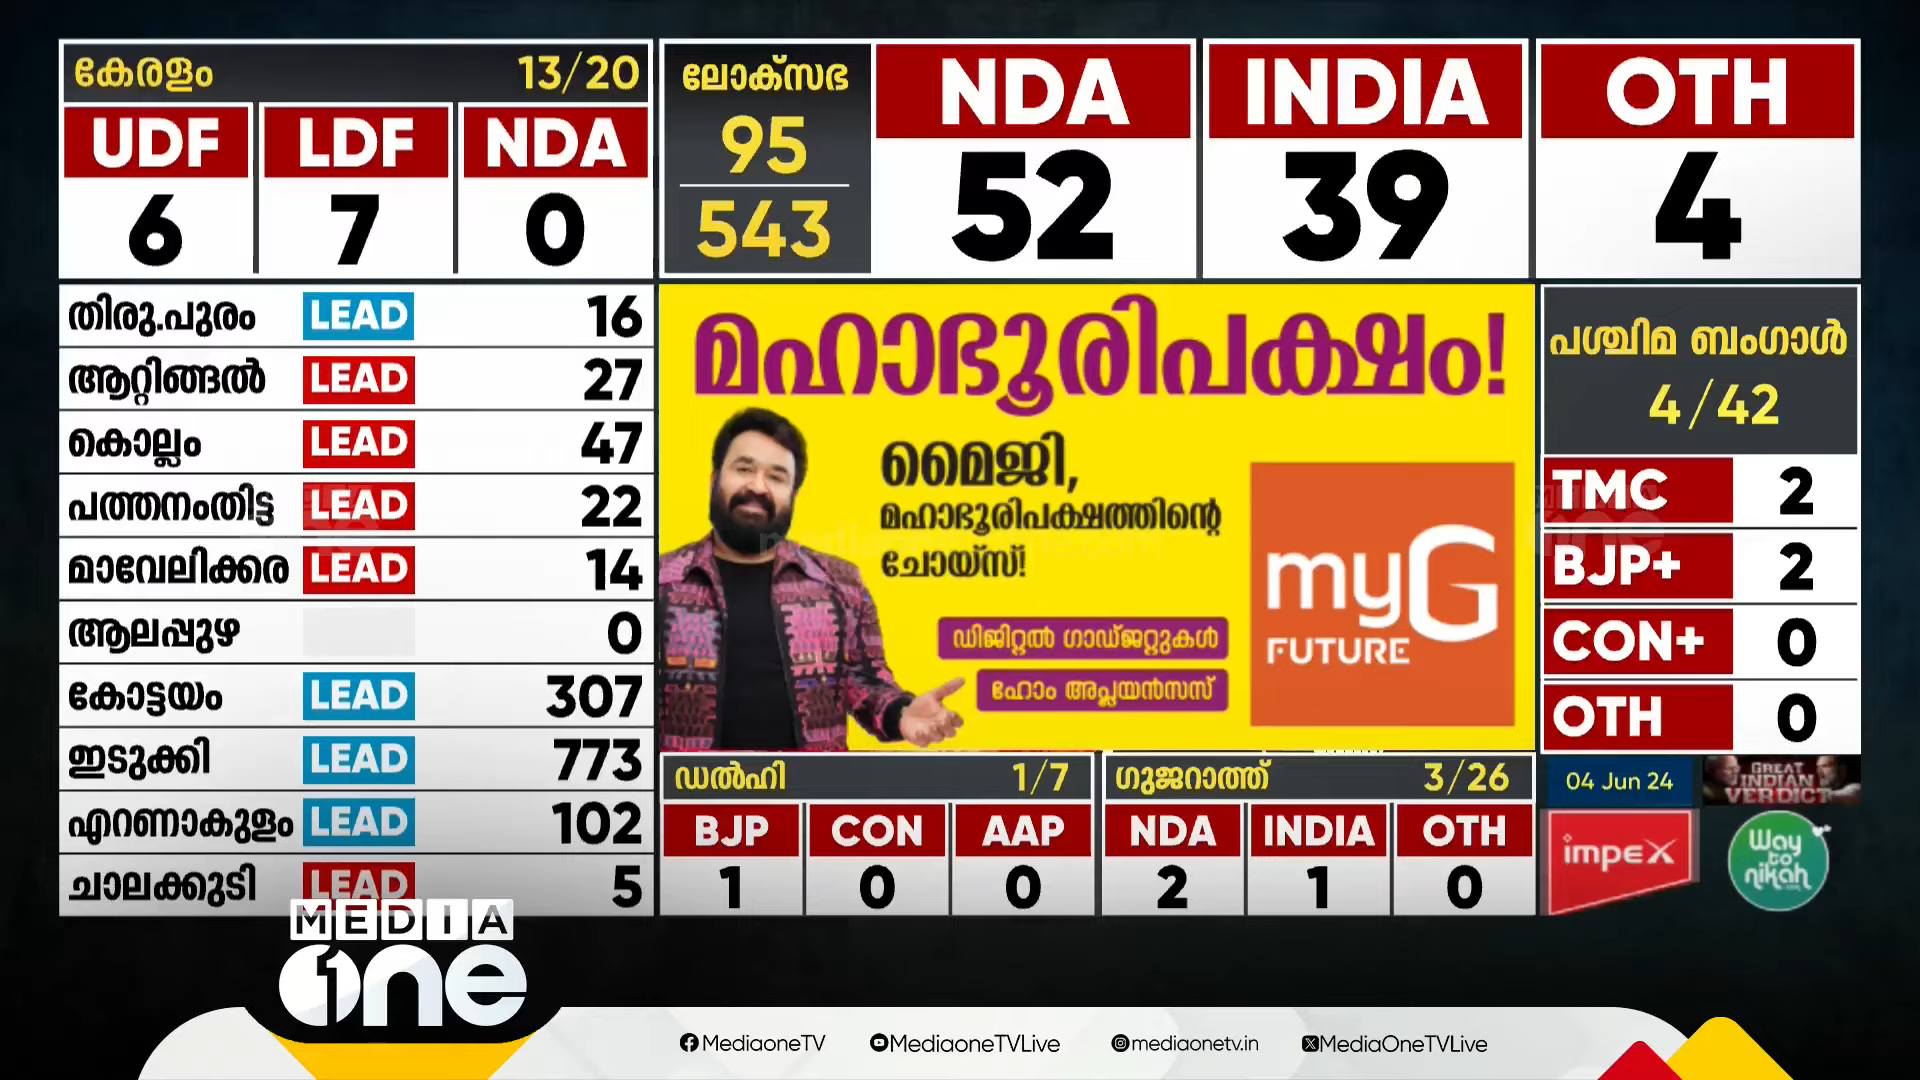 കേരളം 13/20
UDF LDF NDA
6 7 0
തിരു.പുരം LEAD 16
ആറ്റിങ്ങൽ LEAD 27
കൊല്ലം LEAD 47
പത്തനംതിട്ട LEAD 22
മാവേലിക്കര LEAD 14
ആലപ്പുഴ 0
കോട്ടയം LEAD 307
ഇടുക്കി LEAD 773
എറണാകുളം LEAD 102
ചാലക്കുടി LEAD 5
ലോക്സഭ
95
543
NDA INDIA OTH
52 39 4
മഹാഭൂരിപക്ഷം!
മൈജി,
മഹാഭൂരിപക്ഷത്തിന്റെ
ചോയ്സ്!
ഡിജിറ്റൽ ഗാഡ്ജറ്റുകൾ
ഹോം അപ്ലയൻസസ്
myG
FUTURE
പശ്ചിമ ബംഗാൾ
4/42
TMC 2
BJP+ 2
CON+ 0
OTH 0
ഡൽഹി 1/7
BJP CON AAP
1 0 0
ഗുജറാത്ത് 3/26
NDA INDIA OTH
2 1 0
04 Jun 24
GREAT
INDIAN
VERDICT
impex
Way
to
nikah
MEDIA
one
MediaoneTV MediaoneTVLive mediaonetv.in MediaOneTVLive